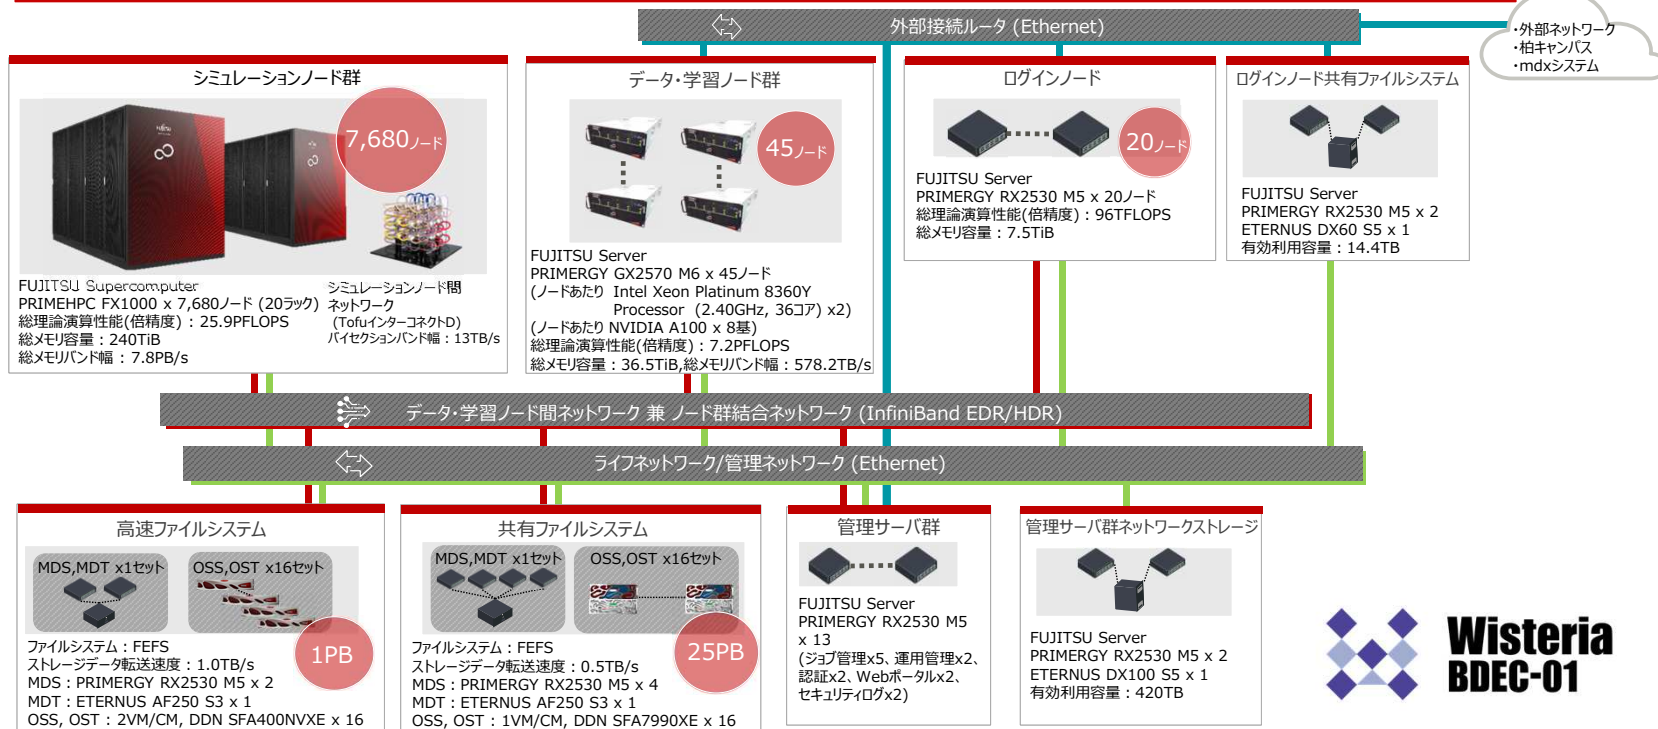 外部接続ルータ (Ethernet)
・外部ネットワーク
・柏キャンパス
・mdxシステム
シミュレーションノード群
7,680ノード
FUJITSU Supercomputer
PRIMEHPC FX1000 x 7,680ノード (20ラック)
総理論演算性能(倍精度)：25.9PFLOPS
総メモリ容量：240TiB
総メモリバンド幅：7.8PB/s
シミュレーションノード間
ネットワーク
(TofuインターコネクトD)
バイセクションバンド幅：13TB/s
データ・学習ノード群
45ノード
FUJITSU Server
PRIMERGY GX2570 M6 x 45ノード
(ノードあたり Intel Xeon Platinum 8360Y
Processor (2.40GHz, 36コア) x2)
(ノードあたり NVIDIA A100 x 8基)
総理論演算性能(倍精度)：7.2PFLOPS
総メモリ容量：36.5TiB,総メモリバンド幅：578.2TB/s
ログインノード
20ノード
FUJITSU Server
PRIMERGY RX2530 M5 x 20ノード
総理論演算性能(倍精度)：96TFLOPS
総メモリ容量：7.5TiB
ログインノード共有ファイルシステム
FUJITSU Server
PRIMERGY RX2530 M5 x 2
ETERNUS DX60 S5 x 1
有効利用容量：14.4TB
データ・学習ノード間ネットワーク 兼 ノード群結合ネットワーク (InfiniBand EDR/HDR)
ライフネットワーク/管理ネットワーク (Ethernet)
高速ファイルシステム
MDS,MDT x1セット
OSS,OST x16セット
1PB
ファイルシステム：FEFS
ストレージデータ転送速度：1.0TB/s
MDS：PRIMERGY RX2530 M5 x 2
MDT：ETERNUS AF250 S3 x 1
OSS, OST：2VM/CM, DDN SFA400NVXE x 16
共有ファイルシステム
MDS,MDT x1セット
OSS,OST x16セット
25PB
ファイルシステム：FEFS
ストレージデータ転送速度：0.5TB/s
MDS：PRIMERGY RX2530 M5 x 4
MDT：ETERNUS AF250 S3 x 1
OSS, OST：1VM/CM, DDN SFA7990XE x 16
管理サーバ群
FUJITSU Server
PRIMERGY RX2530 M5
x 13
(ジョブ管理x5、運用管理x2、
認証x2、Webポータルx2、
セキュリティログx2)
管理サーバ群ネットワークストレージ
FUJITSU Server
PRIMERGY RX2530 M5 x 2
ETERNUS DX100 S5 x 1
有効利用容量：420TB
Wisteria
BDEC-01